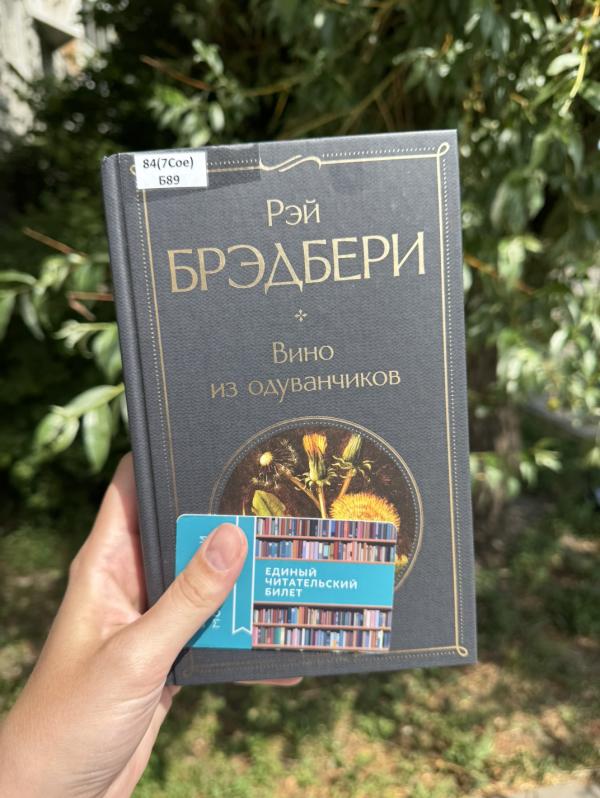 84(7Сое)
Б89
Рэй
БРЭДБЕРИ
Вино
из одуванчиков
ЕДИНЫЙ
ЧИТАТЕЛЬСКИЙ
БИЛЕТ